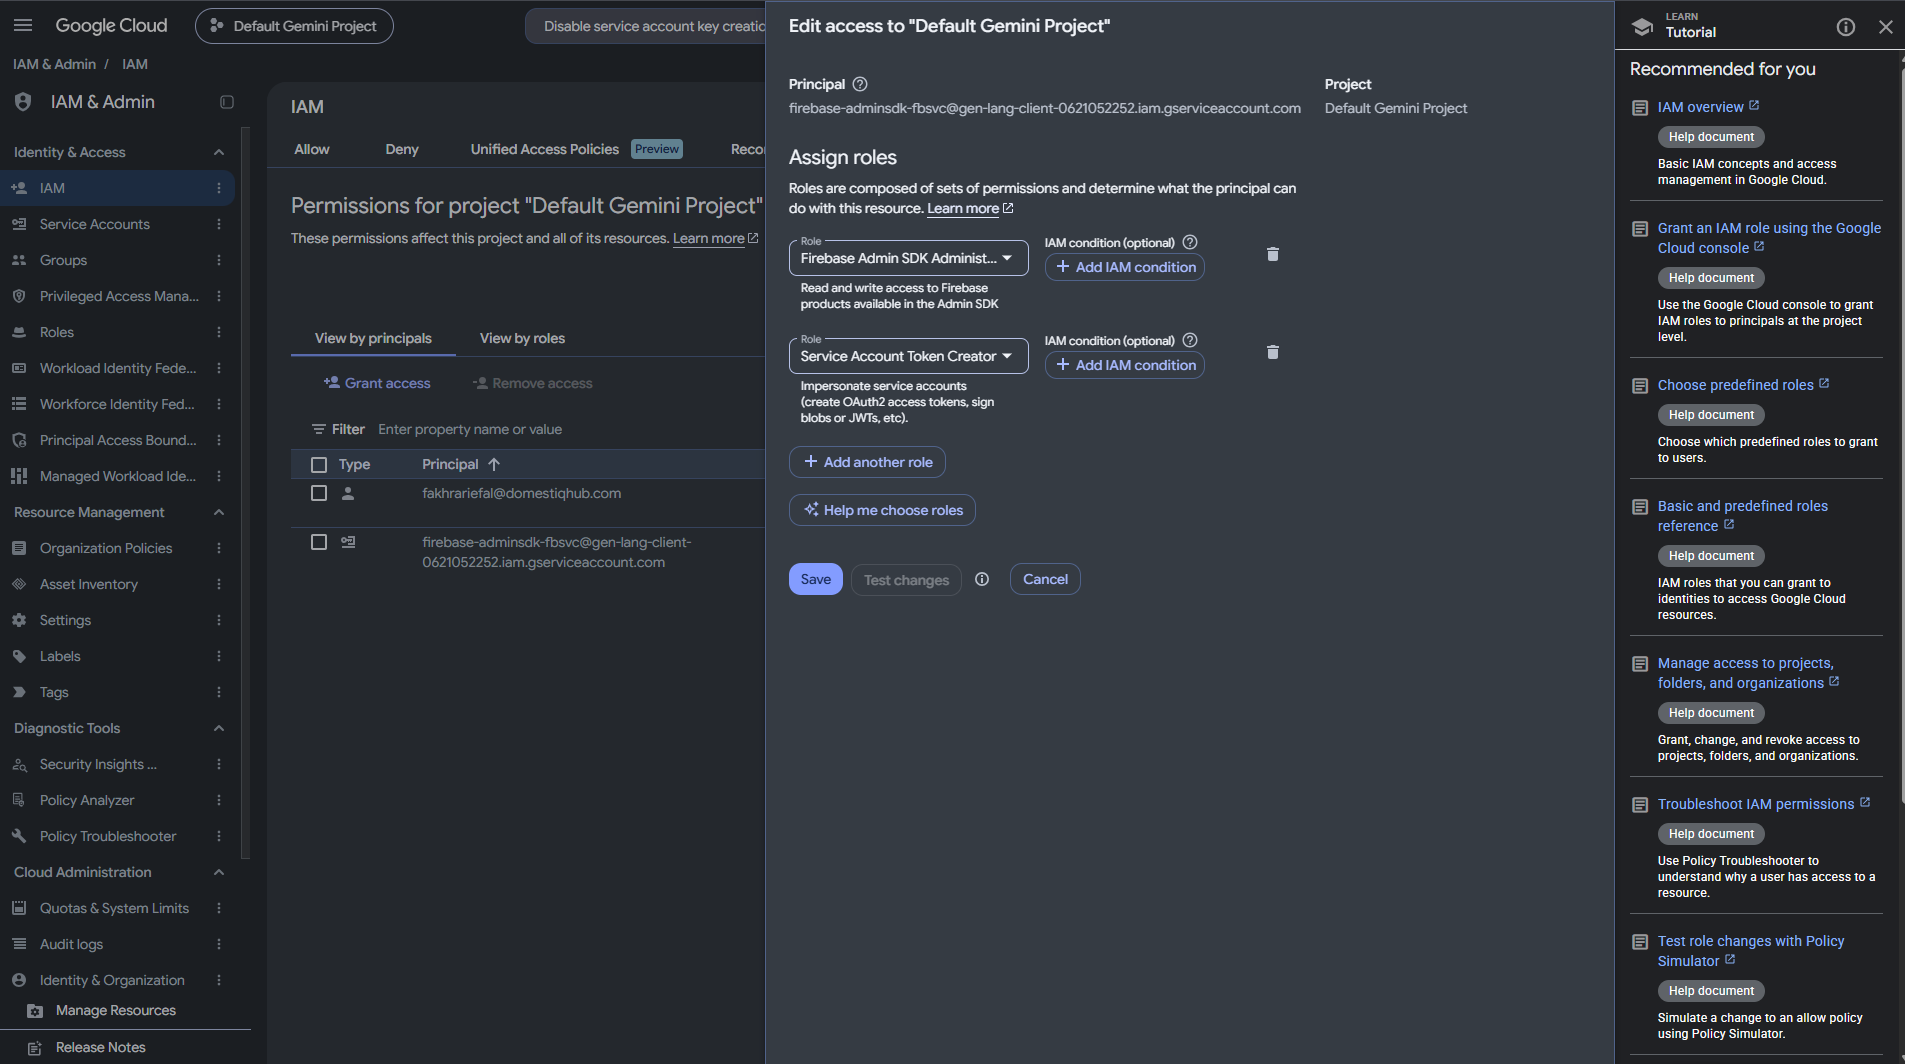 Google Cloud
Default Gemini Project
Disable service account key creatio
IAM & Admin / IAM
IAM & Admin
Identity & Access
IAM
Service Accounts
Groups
Privileged Access Mana...
Roles
Workload Identity Fede...
Workforce Identity Fed...
Principal Access Bound...
Managed Workload Ide...
Resource Management
Organization Policies
Asset Inventory
Settings
Labels
Tags
Diagnostic Tools
Security Insights ...
Policy Analyzer
Policy Troubleshooter
Cloud Administration
Quotas & System Limits
Audit logs
Identity & Organization
Manage Resources
Release Notes
IAM
Allow Deny Unified Access Policies Preview Recor
Permissions for project "Default Gemini Project"
These permissions affect this project and all of its resources. Learn more
View by principals View by roles
Grant access Remove access
Filter Enter property name or value
Type Principal
fakhrariefal@domestiqhub.com
firebase-adminsdk-fbsvc@gen-lang-client-
0621052252.iam.gserviceaccount.com
Edit access to "Default Gemini Project"
Principal Project
firebase-adminsdk-fbsvc@gen-lang-client-0621052252.iam.gserviceaccount.com Default Gemini Project
Assign roles
Roles are composed of sets of permissions and determine what the principal can
do with this resource. Learn more
Role IAM condition (optional)
Firebase Admin SDK Administ... + Add IAM condition
Read and write access to Firebase
products available in the Admin SDK
Role IAM condition (optional)
Service Account Token Creator + Add IAM condition
Impersonate service accounts
(create OAuth2 access tokens, sign
blobs or JWTs, etc).
+ Add another role
Help me choose roles
Save Test changes Cancel
LEARN
Tutorial
Recommended for you
IAM overview
Help document
Basic IAM concepts and access
management in Google Cloud.
Grant an IAM role using the Google
Cloud console
Help document
Use the Google Cloud console to grant
IAM roles to principals at the project
level.
Choose predefined roles
Help document
Choose which predefined roles to grant
to users.
Basic and predefined roles
reference
Help document
IAM roles that you can grant to
identities to access Google Cloud
resources.
Manage access to projects,
folders, and organizations
Help document
Grant, change, and revoke access to
projects, folders, and organizations.
Troubleshoot IAM permissions
Help document
Use Policy Troubleshooter to
understand why a user has access to a
resource.
Test role changes with Policy
Simulator
Help document
Simulate a change to an allow policy
using Policy Simulator.